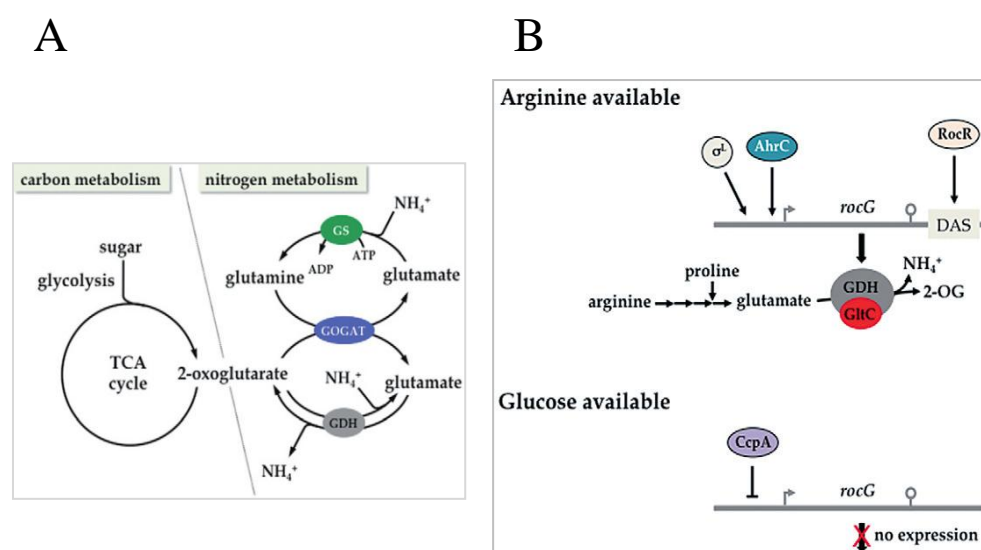 A
carbon metabolism
nitrogen metabolism
NH₄⁺
GS
sugar
ADP
ATP
glycolysis
glutamine
glutamate
GOGAT
TCA
cycle
2-oxoglutarate
NH₄⁺
glutamate
GDH
NH₄⁺
B
Arginine available
σᴸ
AhrC
RocR
rocG
DAS
proline
arginine
glutamate
GDH
GltC
NH₄⁺
2-OG
Glucose available
CcpA
rocG
no expression